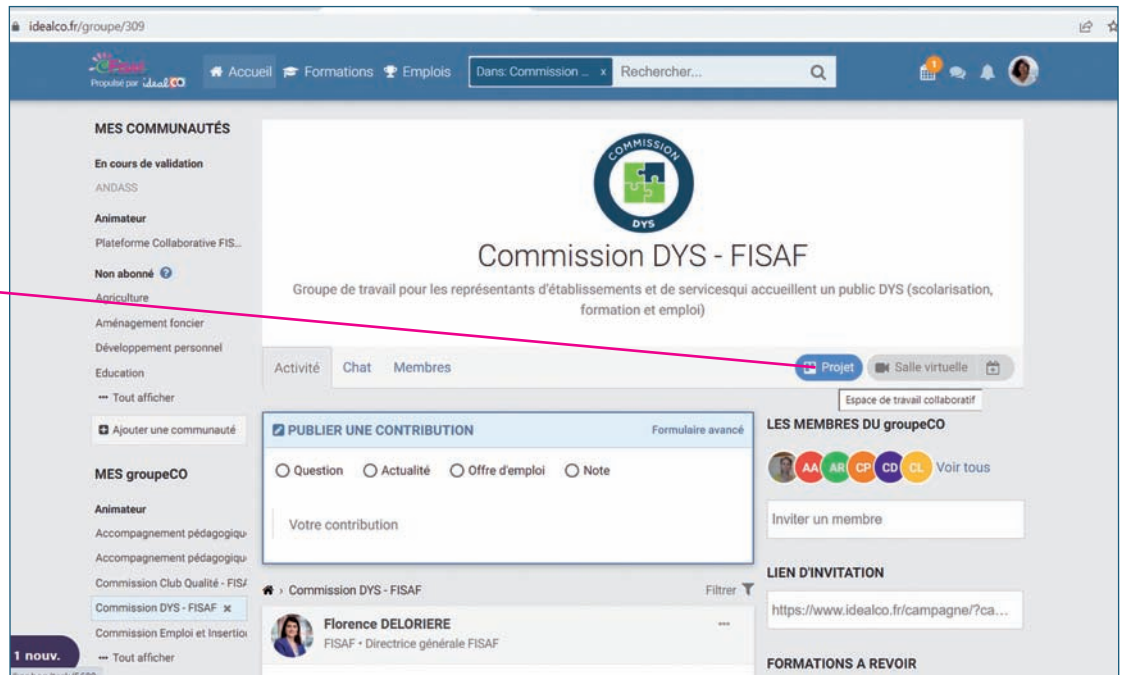 idealco.fr/groupe/309
Propulsé par idealCO
Accueil
Formations
Emplois
Dans: Commission ... x
Rechercher...
1
MES COMMUNAUTÉS
En cours de validation
ANDASS
Animateur
Plateforme Collaborative FIS...
Non abonné ?
Agriculture
Aménagement foncier
Développement personnel
Education
Tout afficher
Ajouter une communauté
MES groupeCO
Animateur
Accompagnement pédagogiqu
Accompagnement pédagogiqu
Commission Club Qualité - FISA
Commission DYS - FISAF x
Commission Emploi et Insertio
Tout afficher
1 nouv.
COMMISSION
DYS
Commission DYS - FISAF
Groupe de travail pour les représentants d'établissements et de servicesqui accueillent un public DYS (scolarisation,
formation et emploi)
Activité
Chat
Membres
Projet
Salle virtuelle
Espace de travail collaboratif
PUBLIER UNE CONTRIBUTION
Formulaire avancé
Question
Actualité
Offre d'emploi
Note
Votre contribution
Commission DYS - FISAF
Filtrer
Florence DELORIERE
FISAF • Directrice générale FISAF
LES MEMBRES DU groupeCO
AA AR CP CD CL Voir tous
Inviter un membre
LIEN D'INVITATION
https://www.idealco.fr/campagne/?ca...
FORMATIONS A REVOIR